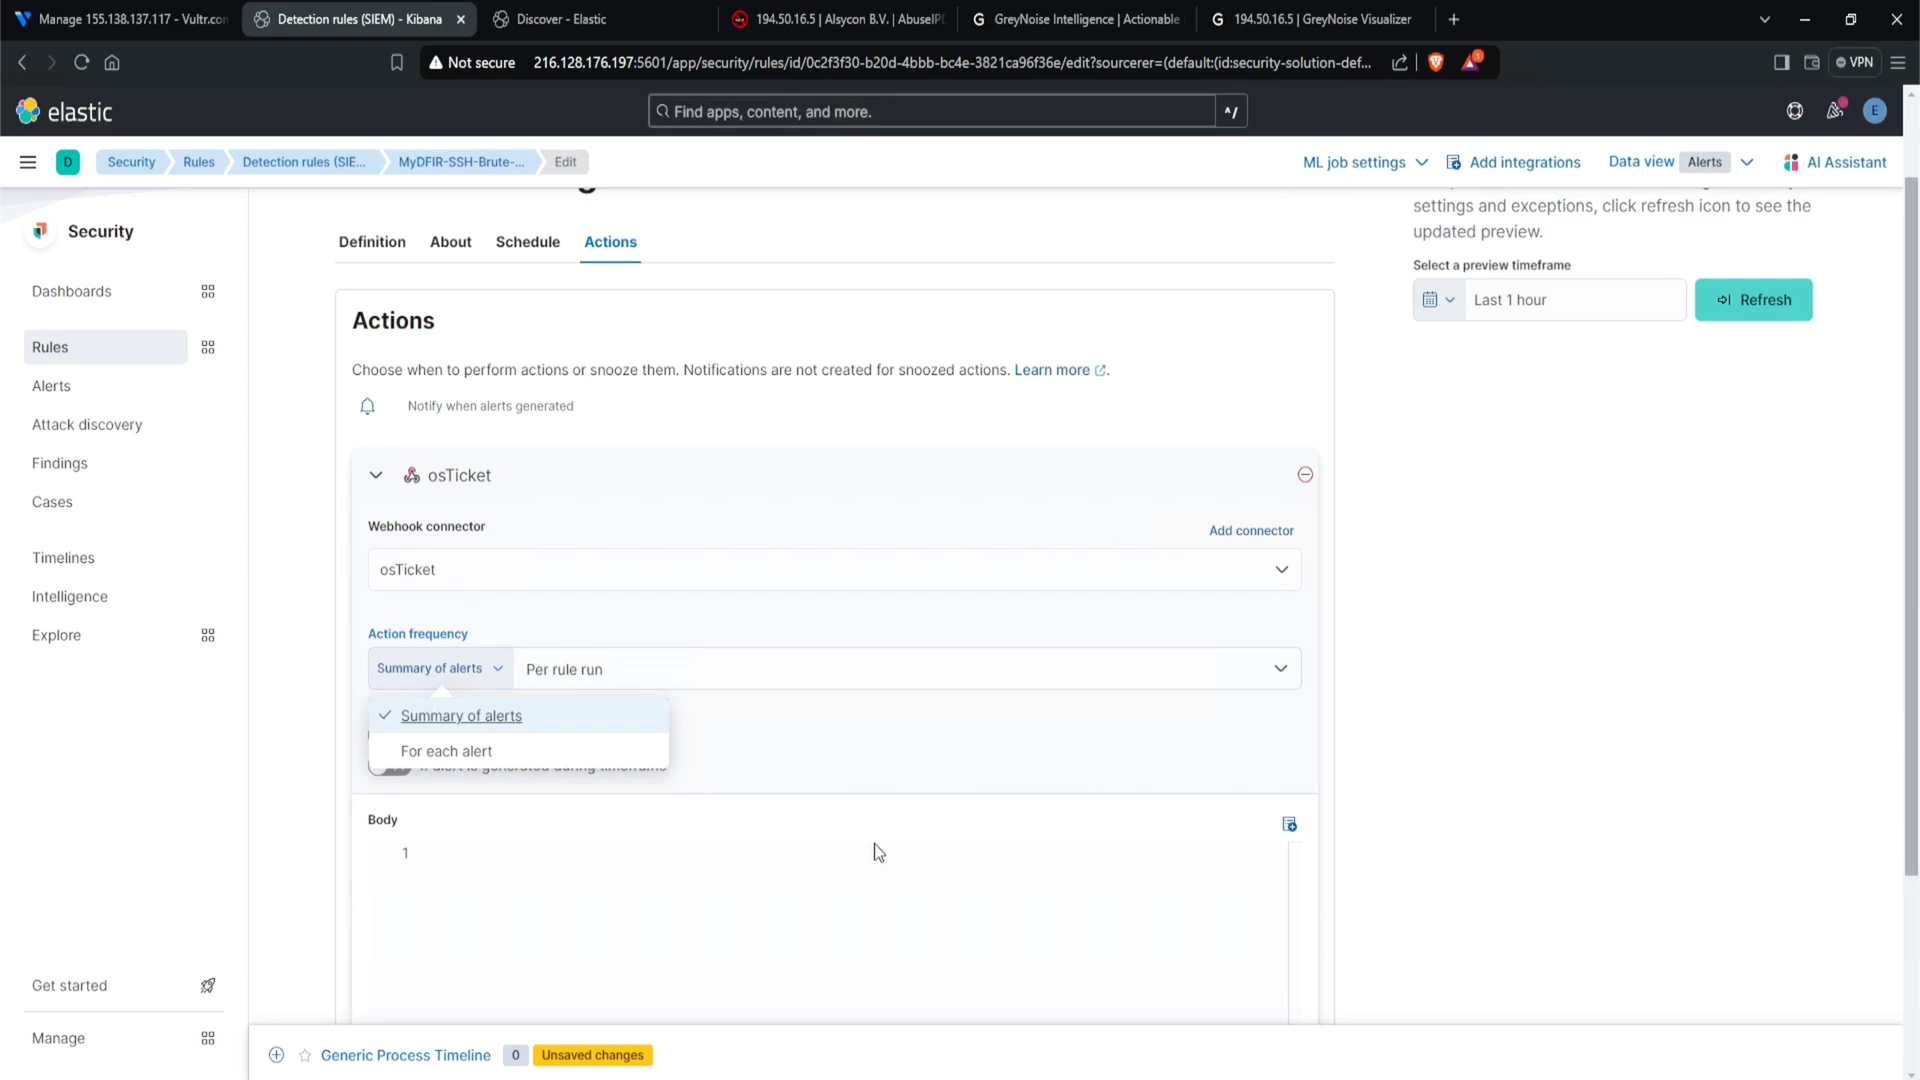 Manage 155.138.137.117 - Vultr.con
Detection rules (SIEM) - Kibana
Discover - Elastic
194.50.16.5 | Alsycon B.V. | AbuseIPD
GreyNoise Intelligence | Actionable
194.50.16.5 | GreyNoise Visualizer
Not secure
216.128.176.197:5601/app/security/rules/id/0c2f3f30-b20d-4bbb-bc4e-3821ca96f36e/edit?sourcerer=(default:(id:security-solution-def...
VPN
elastic
Find apps, content, and more.
^/
E
D
Security
Rules
Detection rules (SIE...
MyDFIR-SSH-Brute-...
Edit
ML job settings
Add integrations
Data view
Alerts
AI Assistant
Security
Dashboards
Rules
Alerts
Attack discovery
Findings
Cases
Timelines
Intelligence
Explore
Get started
Manage
Definition
About
Schedule
Actions
Actions
Choose when to perform actions or snooze them. Notifications are not created for snoozed actions. Learn more.
Notify when alerts generated
osTicket
Webhook connector
Add connector
osTicket
Action frequency
Summary of alerts
Per rule run
Summary of alerts
For each alert
Body
1
settings and exceptions, click refresh icon to see the
updated preview.
Select a preview timeframe
Last 1 hour
Refresh
Generic Process Timeline
0
Unsaved changes